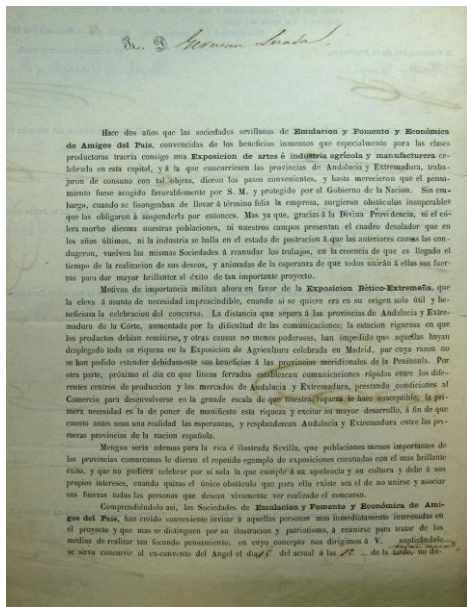 Sr. D. German Losada
Hace dos años que las sociedades sevillanas de Emulacion y Fomento y Económica
de Amigos del Pais, convencidas de los beneficios inmensos que especialmente para las clases
productoras traeria consigo una Exposicion de artes é industria agrícola y manufacturera ce-
lebrada en esta capital, y á la que concurriesen las provincias de Andalucía y Extremadura, traba-
jaron de consuno con tal objeto, dieron los pasos convenientes, y hasta merocieron que el pensa-
miento fuese acogido favorablemente por S. M. y protegido por el Gobierno de la Nacion. Sin em-
bargo, cuando se lisongeaban de llevar á término feliz la empresa, surgieron obstáculos insuperables
que las obligaron á suspenderla por entonces. Mas ya que, gracias á la Divina Providencia, ni el có-
lera morbo diezma nuestras poblaciones, ni nuestros campos presentan el cuadro desolador que en
los años últimos, ni la industria se halla en el estado de postracion á que las anteriores causas las con-
dugeron, vuelven las mismas Sociedades á reanudar los trabajos, en la creencia de que es llegado el
tiempo de la realizacion de sus deseos, y animadas de la esperanza de que todos unirán á ellas sus fuer-
zas para dar mayor brillantez al éxito de tan importante proyecto.
Motivos de importancia militan ahora en favor de la Exposicion Bético-Extremeña, que
la eleva á asunto de necesidad imprescindible, cuando si se quiere era en su origen solo útil y be-
neficiosa la celebracion del concurso. La distancia que separa á las provincias de Andalucía y Extre-
madura de la Córte, aumentada por la dificultad de las comunicaciones; la estacion rigurosa en que
los productos debian remitirse, y otras causas no menos poderosas, han impedido que aquellas hayan
desplegado toda su riqueza en la Exposicion de Agricultura celebrada en Madrid, por cuya razon no
se han podido estender debidamente sus beneficios á las provincias meridionales de la Península. Por
otra parte, próximo el dia en que lineas ferradas establezcan comunicaciones rápidas entre los dife-
rentes centros de produccion y los mercados de Andalucía y Extremadura, prestando condiciones al
Comercio para desenvolverse en la grande escala de que nuestra riqueza le hace susceptible, la pri-
mera necesidad es la de poner de manifiesto esta riqueza y excitar su mayor desarrollo, á fin de que
cuanto antes sean una realidad las esperanzas, y resplandezcan Andalucía y Extremadura entre las pri-
meras provincias de la nacion española.
Mengua seria ademas para la rica é ilustrada Sevilla, que poblaciones menos importantes de
las provincias comarcanas le dieran el repetido egemplo de exposiciones coronadas con el mas brillante
éxito, y que no pudiera celebrar por sí sola la que cumple á su opulencia y su cultura y debe á sus
propios intereses, cuando quizas el único obstáculo que para ello existe sea el de no unirse y asociar
sus fuerzas todas las personas que desean vivamente ver realizado el concurso.
Comprendiéndolo asi, las Sociedades de Emulacion y Fomento y Económica de Ami-
gos del Pais, han creido conveniente invitar á aquellas personas mas inmediatamente interesadas en
el proyecto y que mas se distinguen por su ilustracion y patriotismo, á reunirse para tratar de los
medios de realizar tan fecundo pensamiento; en cuyo concepto nos dirigimos á V. suplicándole
se sirva concurrir al ex-convento del Angel el dia 15 del actual á las 12 de la tarde, no du-